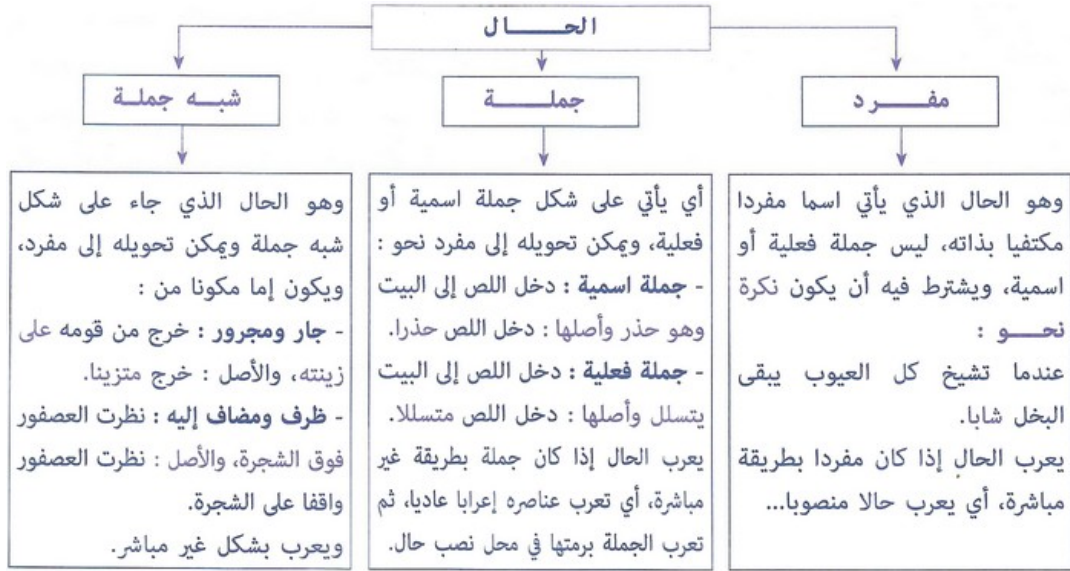 الحـــــال
مفـــــرد
جملـــــة
شبـــه جملـــة
وهو الحال الذي يأتي اسما مفردا
مكتفيا بذاته، ليس جملة فعلية أو
اسمية، ويشترط فيه أن يكون نكرة
نحـــــو :
عندما تشيخ كل العيوب يبقى
البخل شابا.
يعرب الحال إذا كان مفردا بطريقة
مباشرة، أي يعرب حالا منصوبا...
أي يأتي على شكل جملة اسمية أو
فعلية، ويمكن تحويله إلى مفرد نحو :
- جملة اسمية : دخل اللص إلى البيت
وهو حذر وأصلها : دخل اللص حذرا.
- جملة فعلية : دخل اللص إلى البيت
يتسلل وأصلها : دخل اللص متسللا.
يعرب الحال إذا كان جملة بطريقة غير
مباشرة، أي تعرب عناصره إعرابا عاديا، ثم
تعرب الجملة برمتها في محل نصب حال.
وهو الحال الذي جاء على شكل
شبه جملة ويمكن تحويله إلى مفرد،
ويكون إما مكونا من :
- جار ومجرور : خرج من قومه على
زينته، والأصل : خرج متزينا.
- ظرف ومضاف إليه : نظرت العصفور
فوق الشجرة، والأصل : نظرت العصفور
واقفا على الشجرة.
ويعرب بشكل غير مباشر.